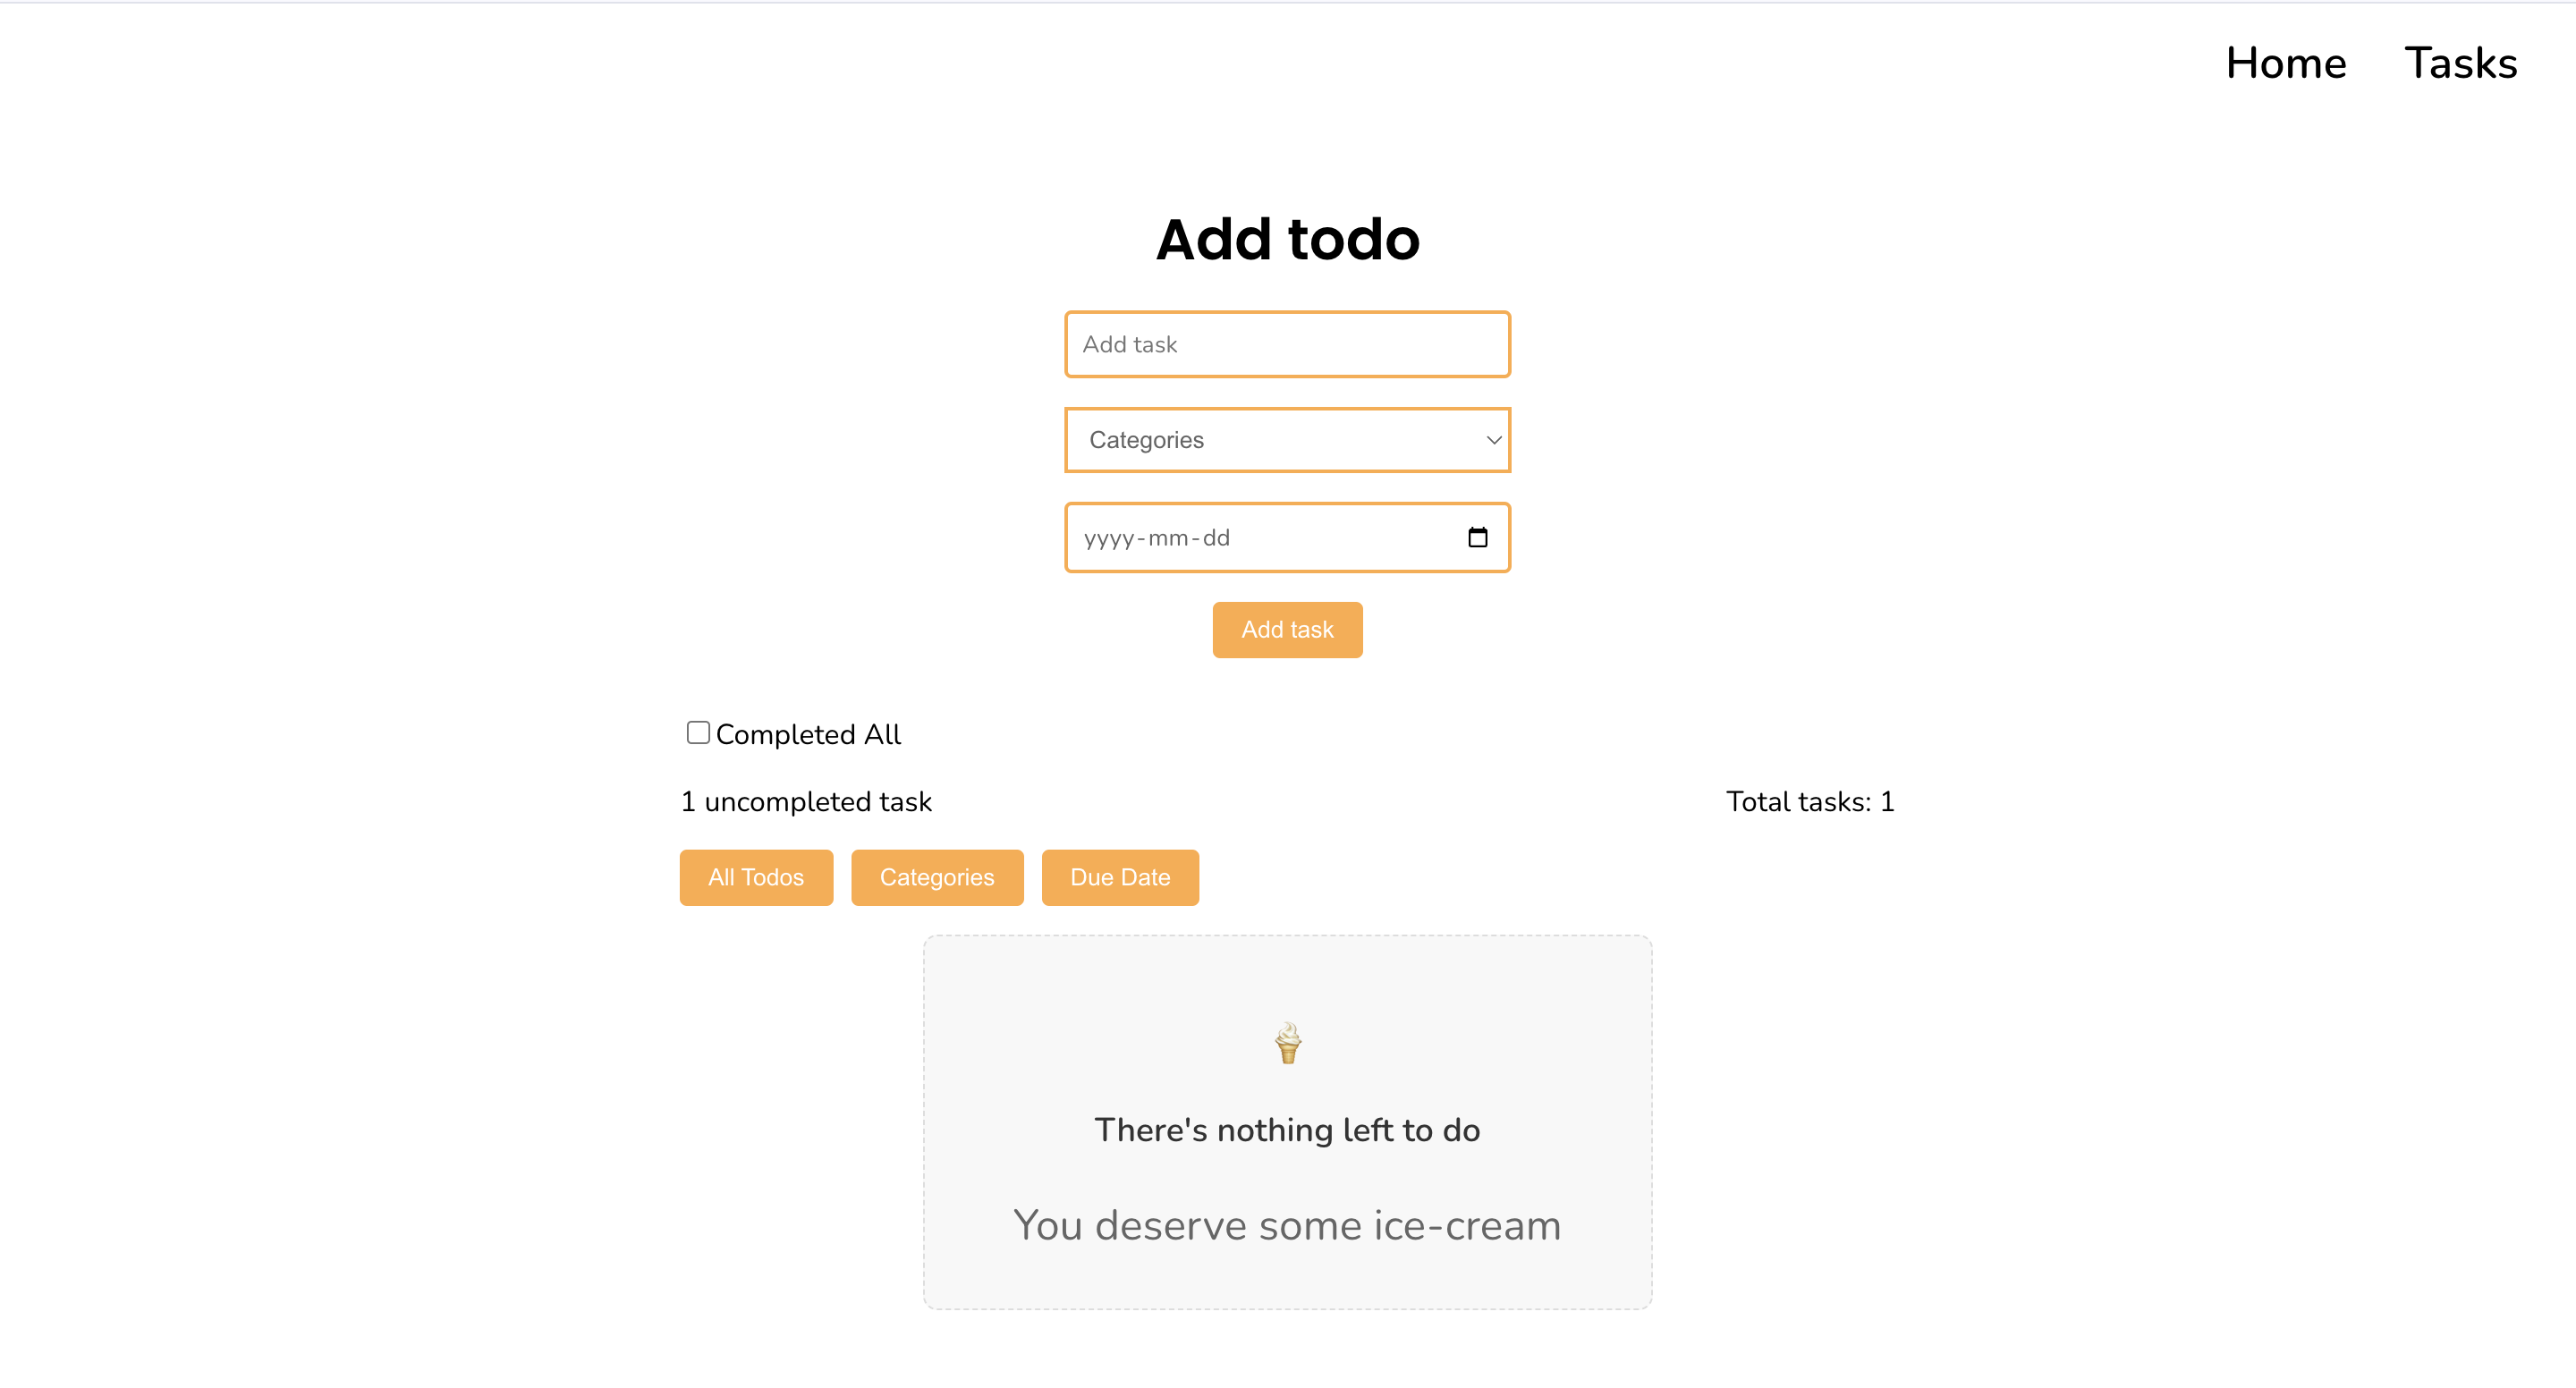 Home Tasks
Add todo
Add task
Categories
yyyy-mm-dd
Add task
Completed All
1 uncompleted task Total tasks: 1
All Todos Categories Due Date
There's nothing left to do
You deserve some ice-cream